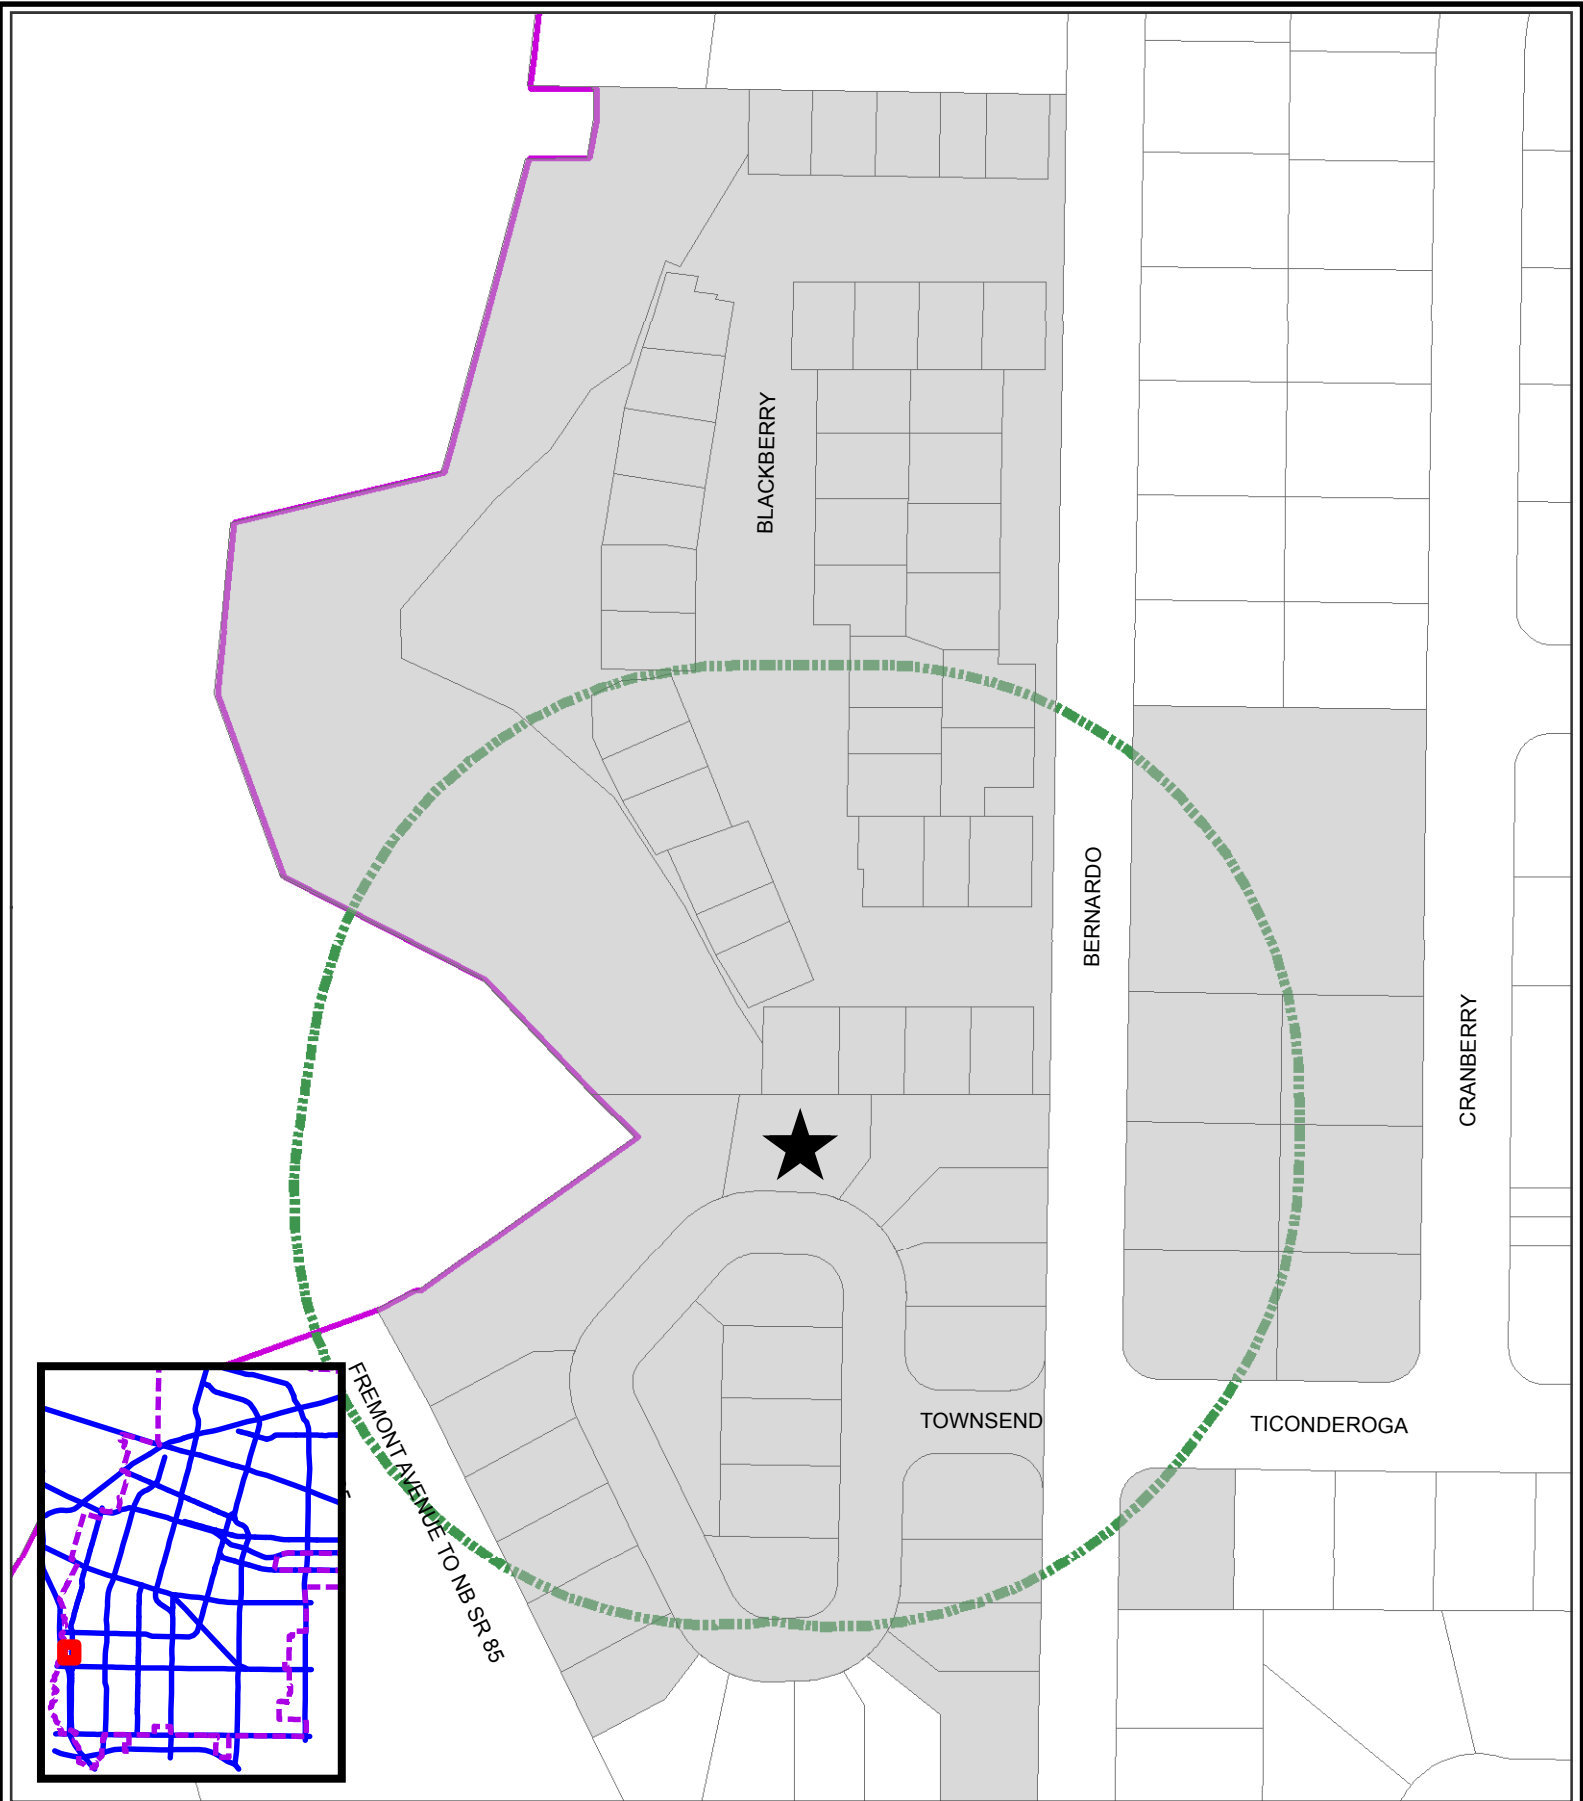 BLACKBERRY
BERNARDO
CRANBERRY
TOWNSEND
TICONDEROGA
FREMONT AVENUE TO NB SR 85